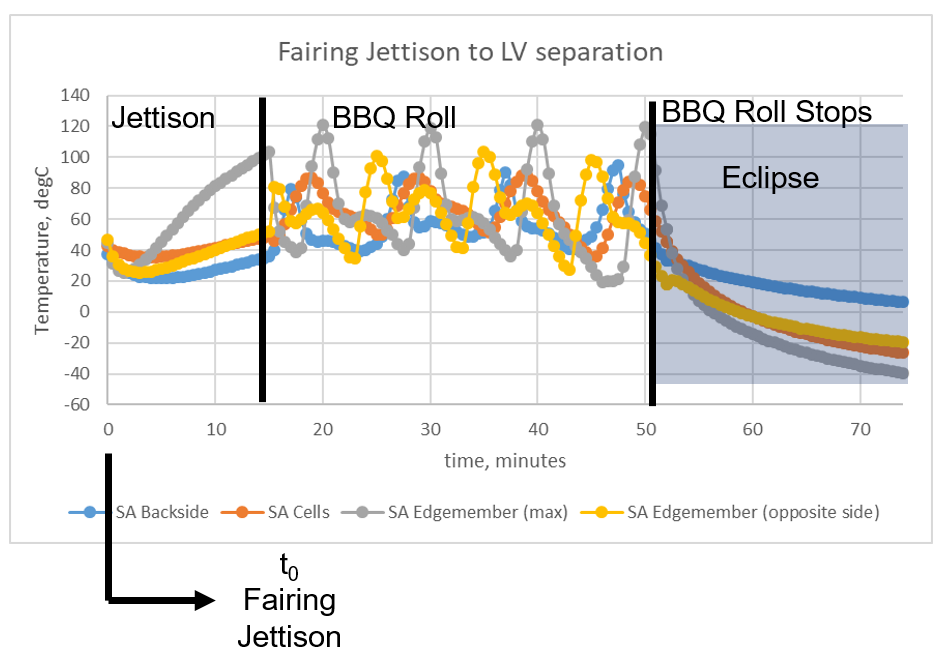 Fairing Jettison to LV separation
Jettison
BBQ Roll
BBQ Roll Stops
Eclipse
140
120
100
80
60
40
20
0
-20
-40
-60
Temperature, degC
0 10 20 30 40 50 60 70
time, minutes
SA Backside SA Cells SA Edgemember (max) SA Edgemember (opposite side)
t0
Fairing
Jettison